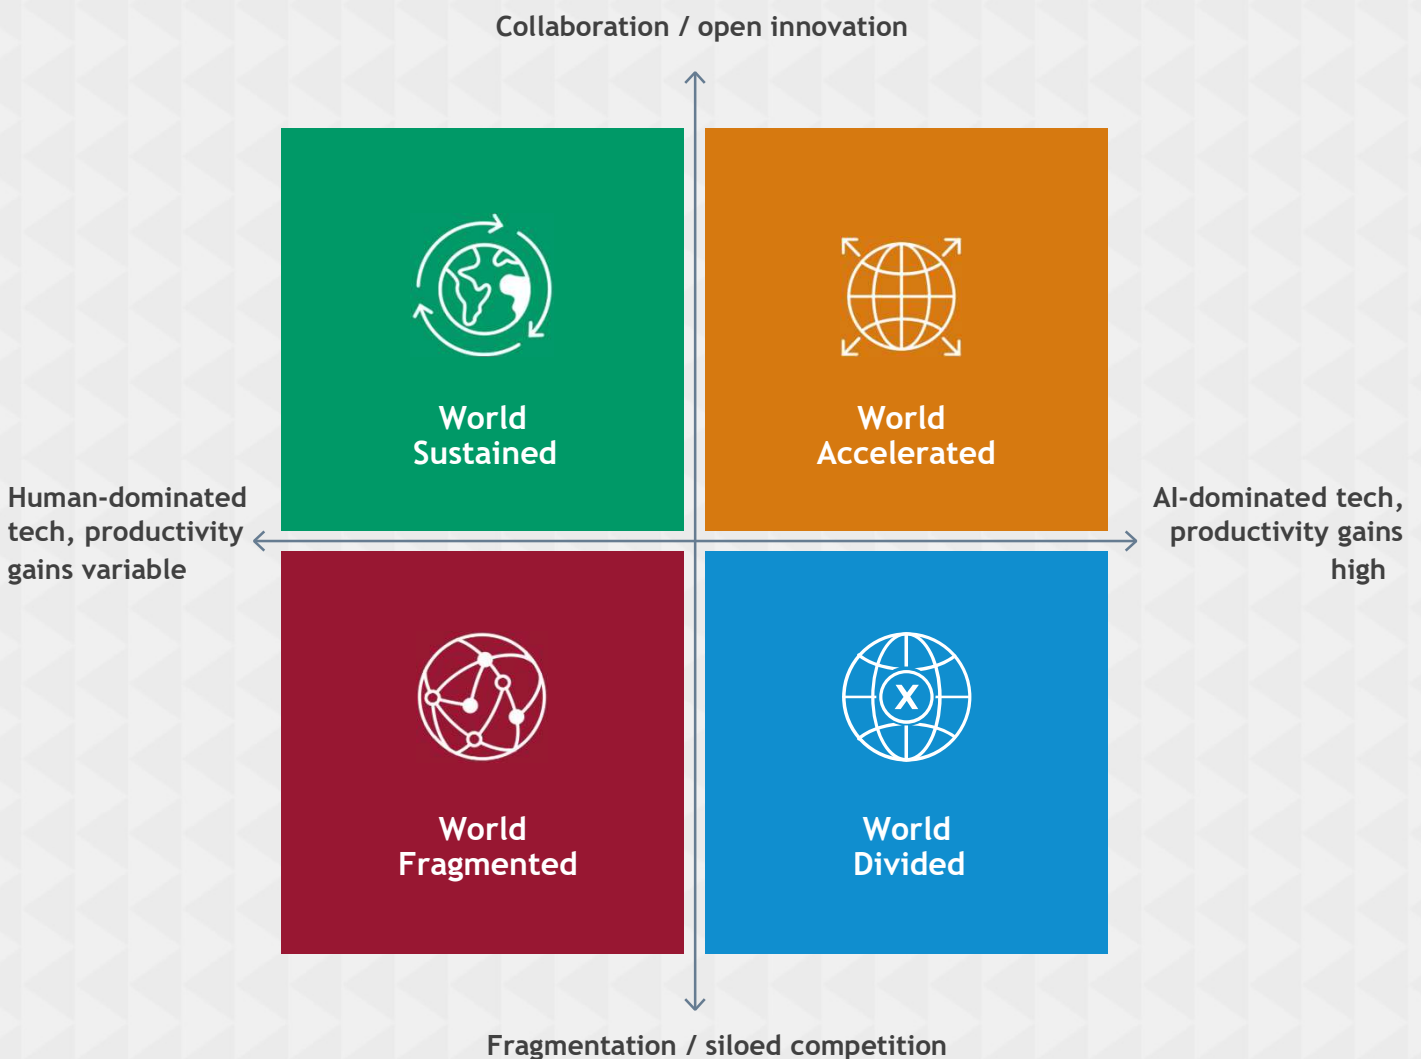 Collaboration / open innovation
World
Sustained
World
Accelerated
Human-dominated
tech, productivity
gains variable
AI-dominated tech,
productivity gains
high
World
Fragmented
X
World
Divided
Fragmentation / siloed competition